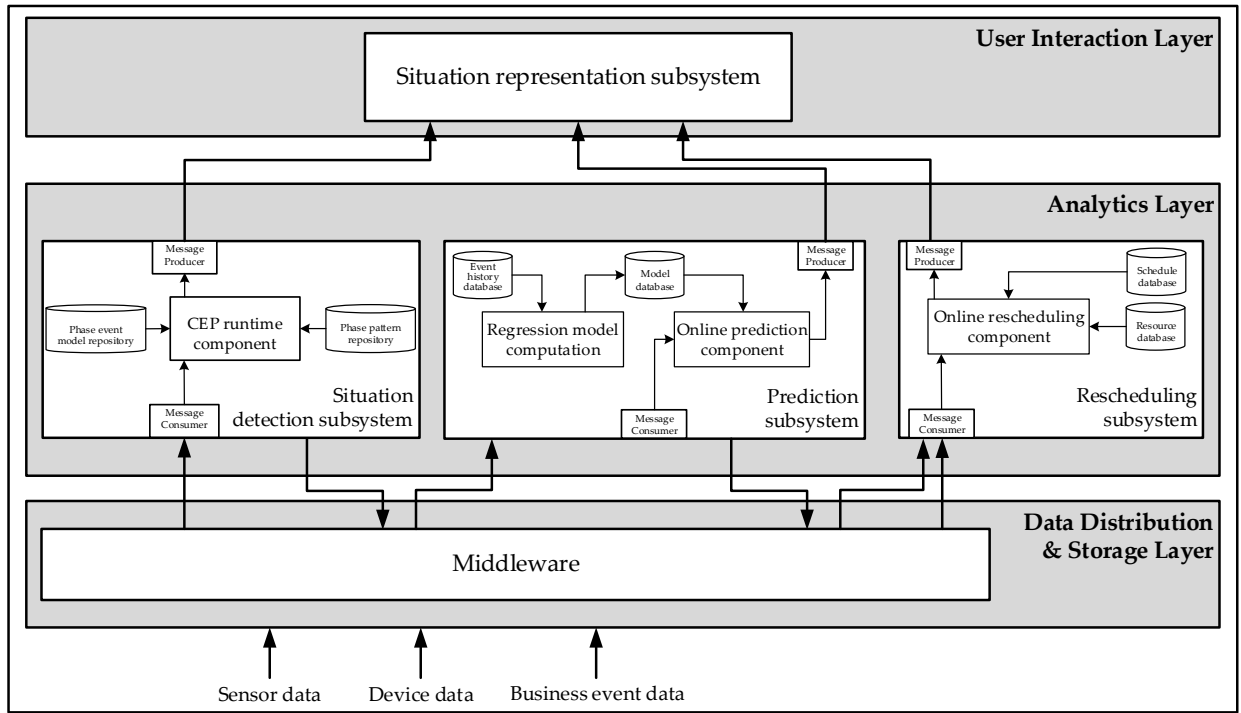 User Interaction Layer
Situation representation subsystem
Analytics Layer
Message
Producer
Phase event
model repository
CEP runtime
component
Phase pattern
repository
Message
Consumer
Situation
detection subsystem
Event
history
database
Model
database
Message
Producer
Regression model
computation
Online prediction
component
Message
Consumer
Prediction
subsystem
Message
Producer
Schedule
database
Online rescheduling
component
Resource
database
Message
Consumer
Rescheduling
subsystem
Data Distribution
& Storage Layer
Middleware
Sensor data
Device data
Business event data